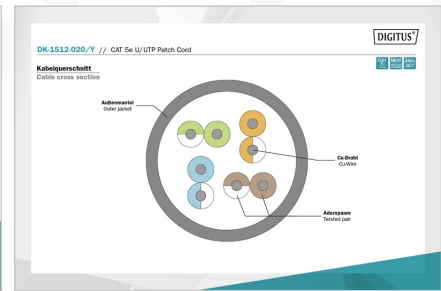 DIGITUS®
DK-1512-020/Y // CAT 5e U/UTP Patch Cord
Kabelquerschnitt
Cable cross section
Außenmantel
Outer jacket
Cu-Draht
Cu-Wire
Adernpaare
Twisted pair